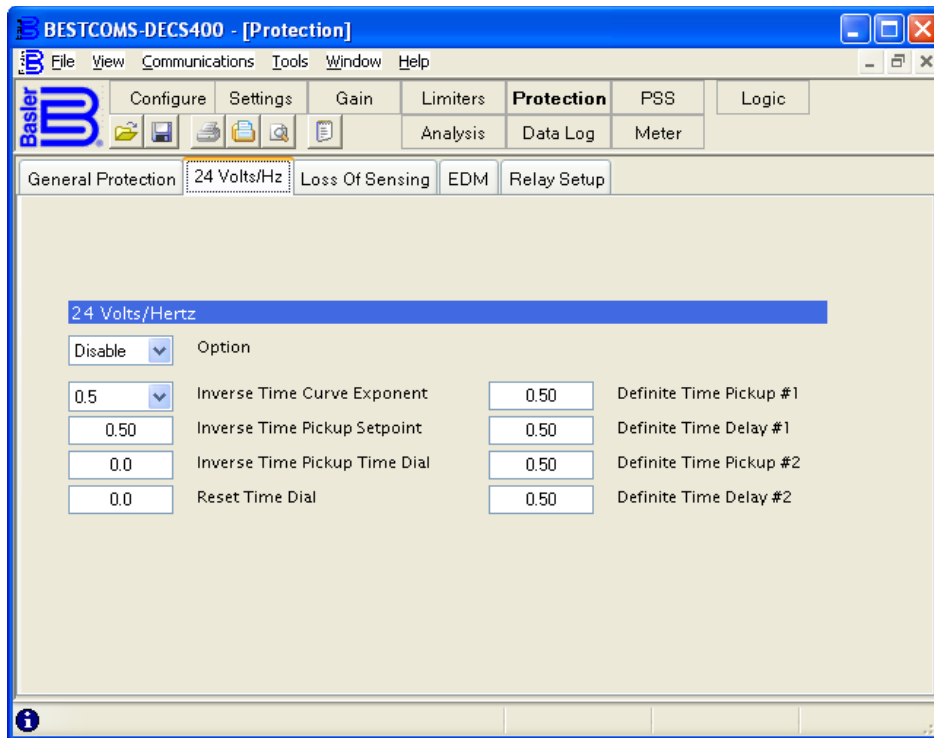 BESTCOMS-DECS400 - [Protection]
File View Communications Tools Window Help
Basler
Configure Settings Gain Limiters Protection PSS Logic
Analysis Data Log Meter
General Protection 24 Volts/Hz Loss Of Sensing EDM Relay Setup
24 Volts/Hertz
Disable Option
0.5 Inverse Time Curve Exponent 0.50 Definite Time Pickup #1
0.50 Inverse Time Pickup Setpoint 0.50 Definite Time Delay #1
0.0 Inverse Time Pickup Time Dial 0.50 Definite Time Pickup #2
0.0 Reset Time Dial 0.50 Definite Time Delay #2